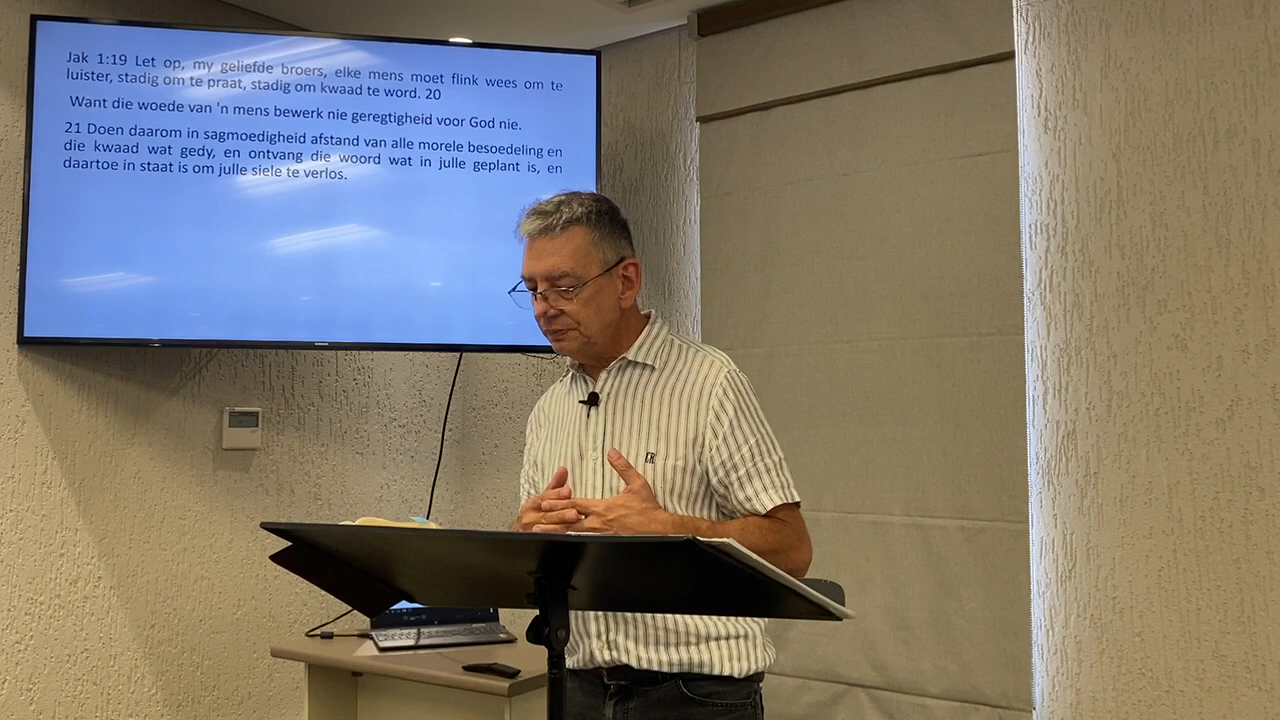 Jak 1:19 Let op, my geliefde broers, elke mens moet flink wees om te
luister, stadig om te praat, stadig om kwaad te word. 20
Want die woede van 'n mens bewerk nie geregtigheid voor God nie.
21 Doen daarom in sagmoedigheid afstand van alle morele besoedeling en
die kwaad wat gedy, en ontvang die woord wat in julle geplant is, en
daartoe in staat is om julle siele te verlos.
SAMSUNG